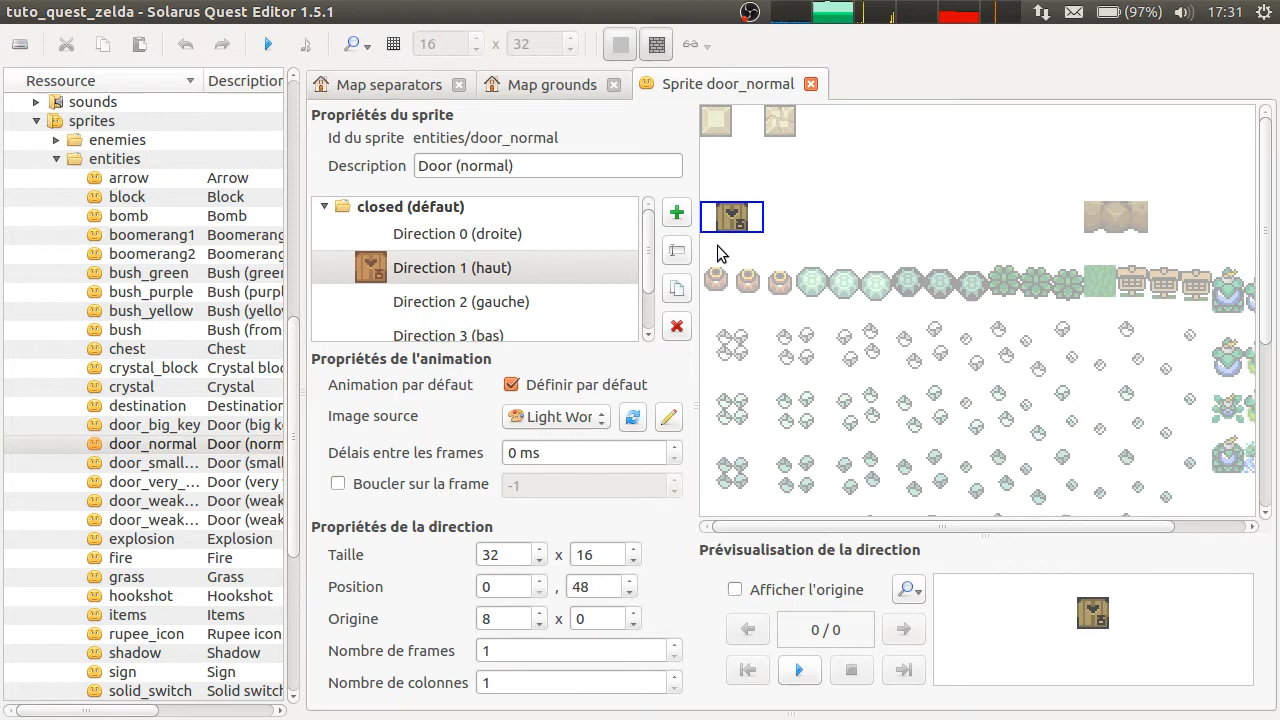 tuto_quest_zelda - Solarus Quest Editor 1.5.1
(97%)
17:31
16 x 32
Ressource
Description
sounds
sprites
enemies
entities
arrow Arrow
block Block
bomb Bomb
boomerang1 Boomerang
boomerang2 Boomerang
bush_green Bush (gree
bush_purple Bush (purpl
bush_yellow Bush (yellow
bush Bush (from
chest Chest
crystal_block Crystal bloc
crystal Crystal
destination Destination
door_big_key Door (big k
door_normal Door (norm
door_small... Door (small
door_very_... Door (very
door_weak... Door (weak
door_weak... Door (weak
explosion Explosion
fire Fire
grass Grass
hookshot Hookshot
items Items
rupee_icon Rupee icon
shadow Shadow
sign Sign
solid_switch Solid switch
Map separators
Map grounds
Sprite door_normal
Propriétés du sprite
Id du sprite entities/door_normal
Description Door (normal)
closed (défaut)
Direction 0 (droite)
Direction 1 (haut)
Direction 2 (gauche)
Direction 3 (bas)
Propriétés de l'animation
Animation par défaut Définir par défaut
Image source Light Wor
Délais entre les frames 0 ms
Boucler sur la frame -1
Propriétés de la direction
Taille 32 x 16
Position 0 , 48
Origine 8 x 0
Nombre de frames 1
Nombre de colonnes 1
Prévisualisation de la direction
Afficher l'origine
0 / 0